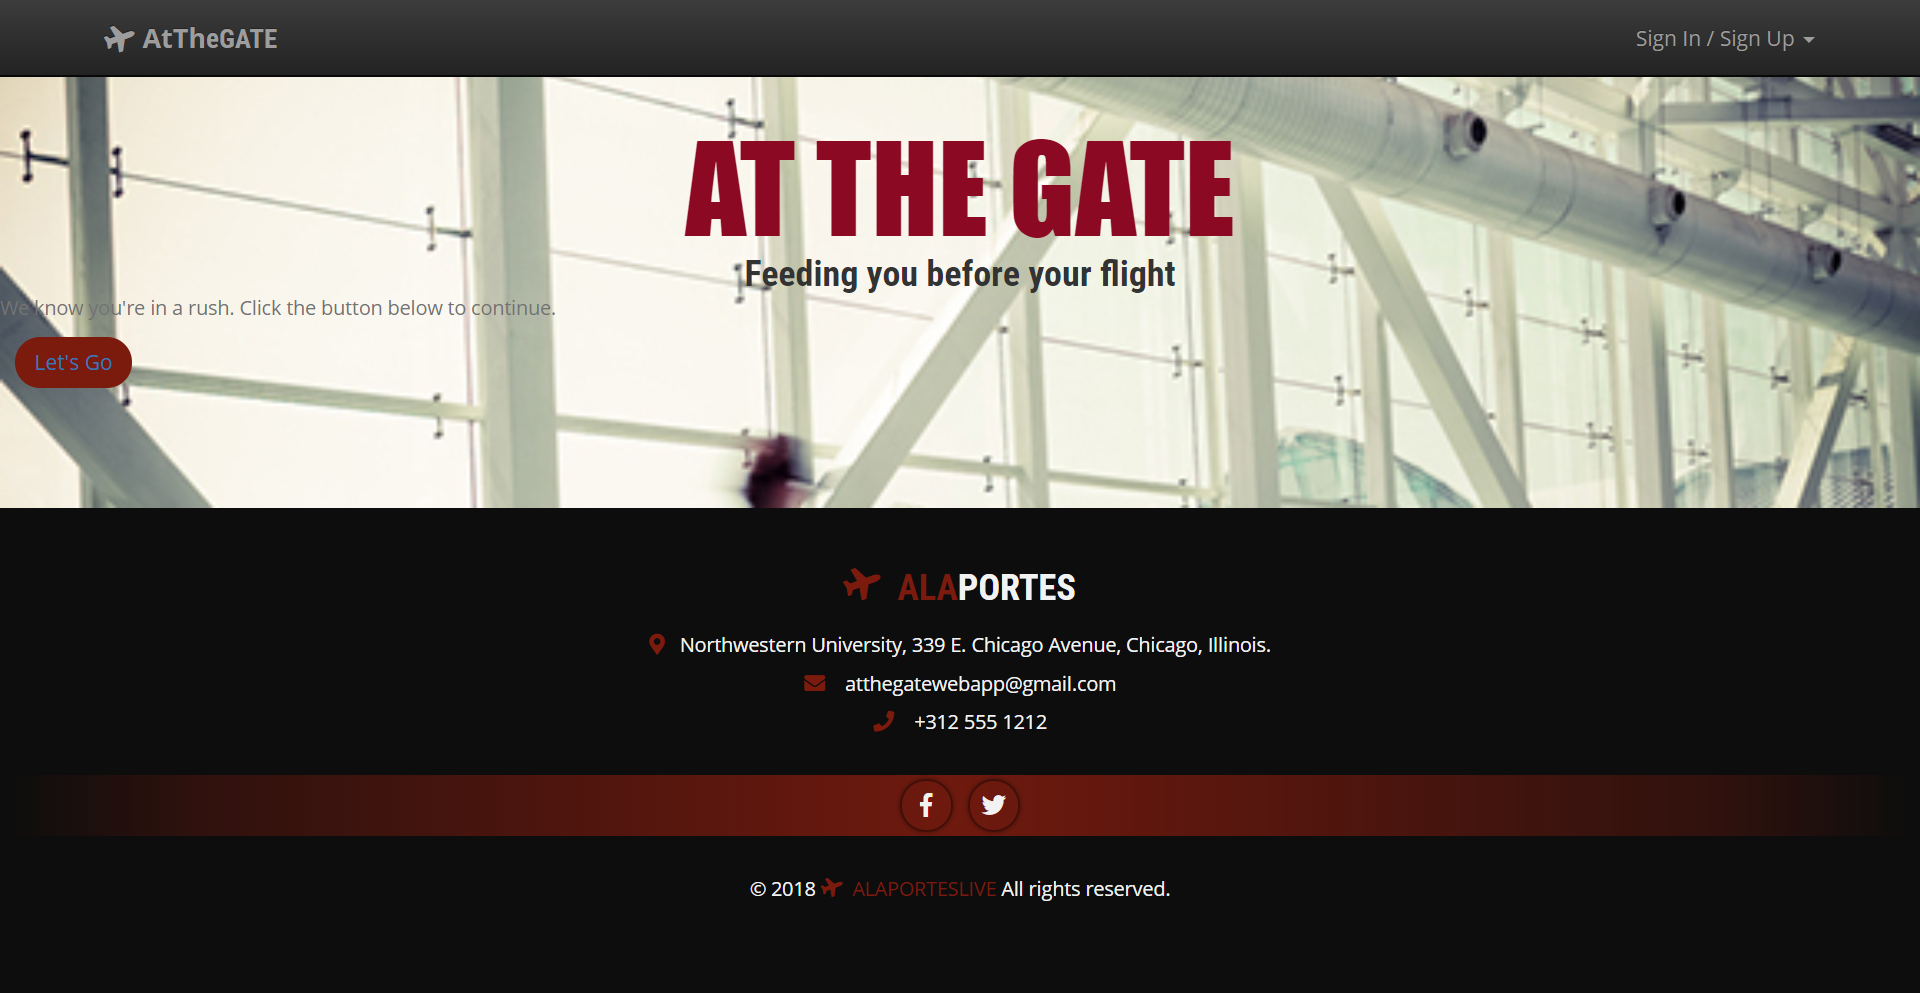 AtTheGATE
Sign In / Sign Up
AT THE GATE
Feeding you before your flight
We know you're in a rush. Click the button below to continue.
Let's Go
ALAPORTES
Northwestern University, 339 E. Chicago Avenue, Chicago, Illinois.
atthegatewebapp@gmail.com
+312 555 1212
© 2018 ALAPORTESLIVE All rights reserved.